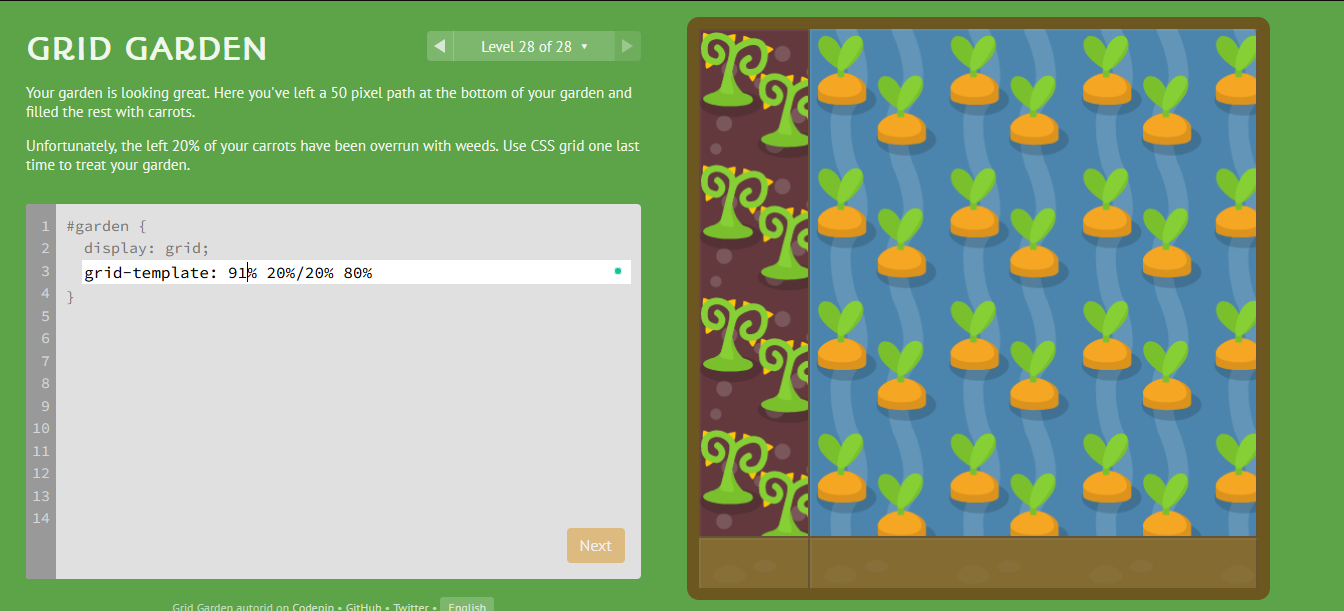 GRID GARDEN
◀ Level 28 of 28 ▾ ▶
Your garden is looking great. Here you've left a 50 pixel path at the bottom of your garden and
filled the rest with carrots.
Unfortunately, the left 20% of your carrots have been overrun with weeds. Use CSS grid one last
time to treat your garden.
1 #garden {
2 display: grid;
3 grid-template: 91% 20%/20% 80%
4 }
5
6
7
8
9
10
11
12
13
14
Next
Grid Garden autorid on Codepip • GitHub • Twitter • English